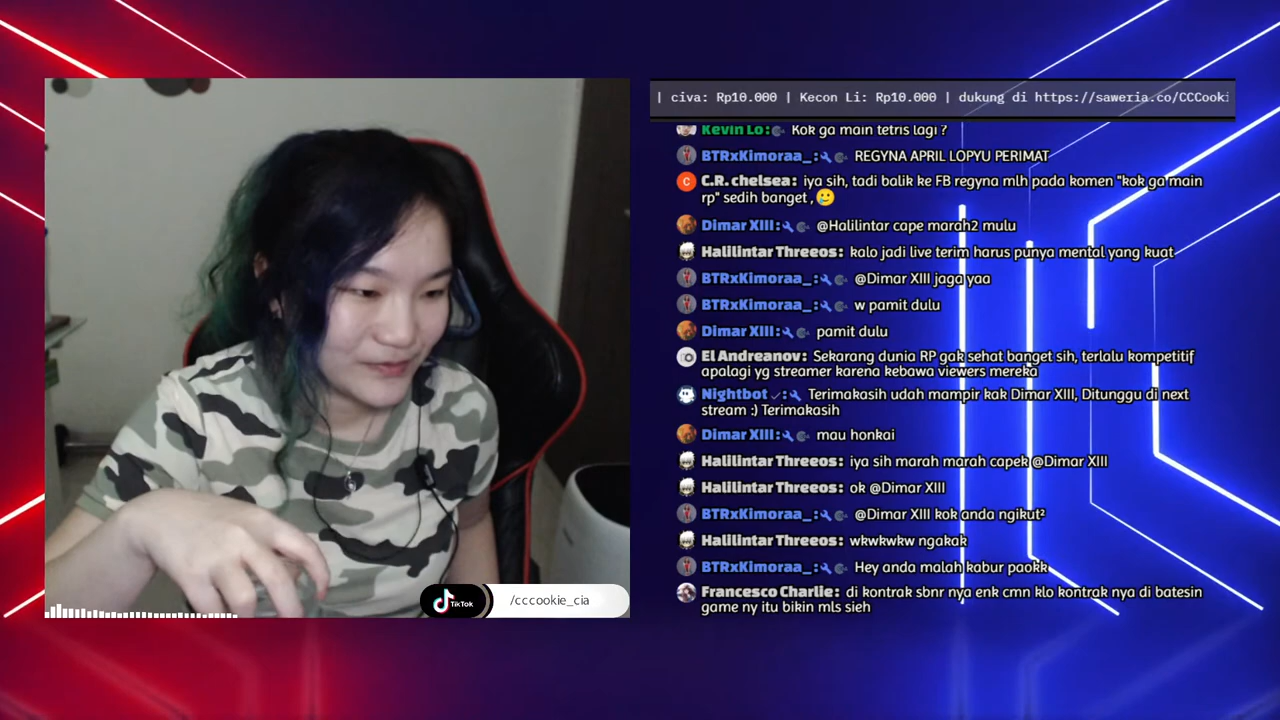 | civa: Rp10.000 | Kecon Li: Rp10.000 | dukung di https://saweria.co/CCCooki
Kevin Lo: Kok ga main tetris lagi ?
BTRxKimoraa_: REGYNA APRIL LOPYU PERIMAT
C C.R. chelsea: iya sih, tadi balik ke FB regyna mlh pada komen "kok ga main
rp" sedih banget , 🥲
Dimar XIII: @Halilintar cape marah2 mulu
Halilintar Threeos: kalo jadi live terim harus punya mental yang kuat
BTRxKimoraa_: @Dimar XIII jaga yaa
BTRxKimoraa_: w pamit dulu
Dimar XIII: pamit dulu
El Andreanov: Sekarang dunia RP gak sehat banget sih, terlalu kompetitif
apalagi yg streamer karena kebawa viewers mereka
Nightbot ✓: Terimakasih udah mampir kak Dimar XIII, Ditunggu di next
stream :) Terimakasih
Dimar XIII: mau honkai
Halilintar Threeos: iya sih marah marah capek @Dimar XIII
Halilintar Threeos: ok @Dimar XIII
BTRxKimoraa_: @Dimar XIII kok anda ngikut²
Halilintar Threeos: wkwkwkw ngakak
BTRxKimoraa_: Hey anda malah kabur paokk
Francesco Charlie: di kontrak sbnr nya enk cmn klo kontrak nya di batesin
game ny itu bikin mls sieh
TikTok /cccookie_cia